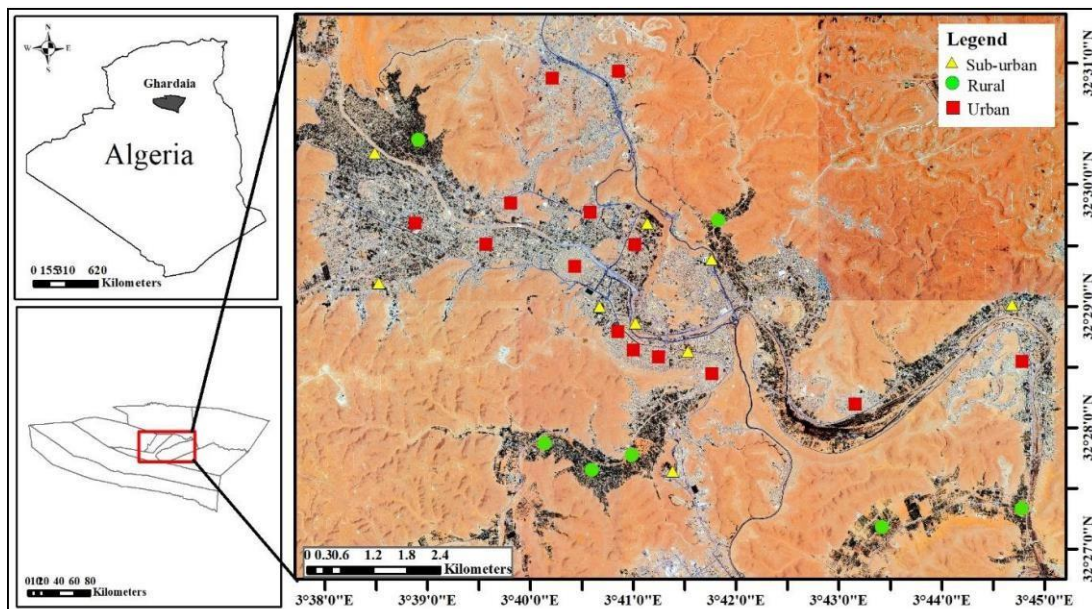 N
W E
S
Ghardaia
Algeria
0 155310 620
Kilometers
010 20 40 60 80
Kilometers
Legend
Sub-urban
Rural
Urban
0 0.30.6 1.2 1.8 2.4
Kilometers
32°31'0"N
32°30'0"N
32°29'0"N
32°28'0"N
32°27'0"N
3°38'0"E 3°39'0"E 3°40'0"E 3°41'0"E 3°42'0"E 3°43'0"E 3°44'0"E 3°45'0"E